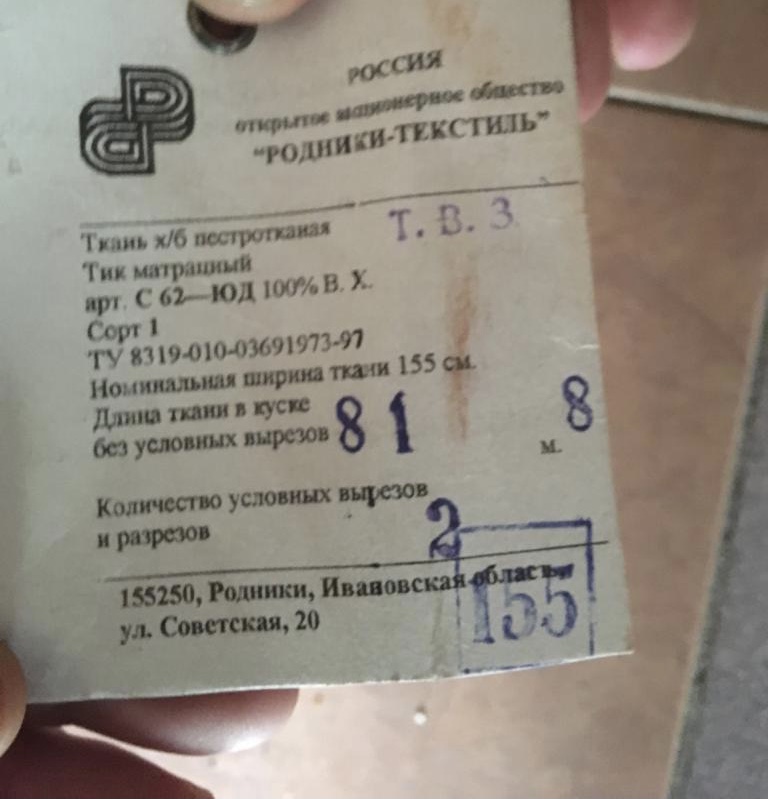 РОССИЯ
открытое акционерное общество
"РОДНИКИ-ТЕКСТИЛЬ"
Ткань х/б пестротканая Т. В. 3
Тик матрацный
арт. С 62—ЮД 100% В. Х.
Сорт 1
ТУ 8319-010-03691973-97
Номинальная ширина ткани 155 см.
Длина ткани в куске
без условных вырезов 81 м. 8
Количество условных вырезов
и разрезов 2
155250, Родники, Ивановская область
ул. Советская, 20
155